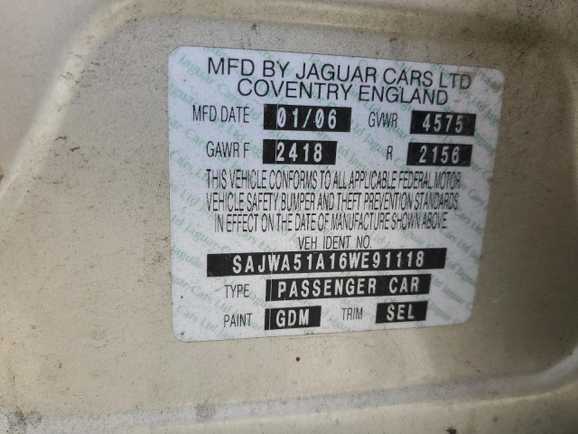 MFD BY JAGUAR CARS LTD
COVENTRY ENGLAND
MFD DATE 01/06 GVWR 4575
GAWR F 2418 R 2156
THIS VEHICLE CONFORMS TO ALL APPLICABLE FEDERAL MOTOR
VEHICLE SAFETY BUMPER AND THEFT PREVENTION STANDARDS
IN EFFECT ON THE DATE OF MANUFACTURE SHOWN ABOVE.
VEH IDENT NO.
SAJWA51A16WE91118
TYPE PASSENGER CAR
PAINT GDM TRIM SEL